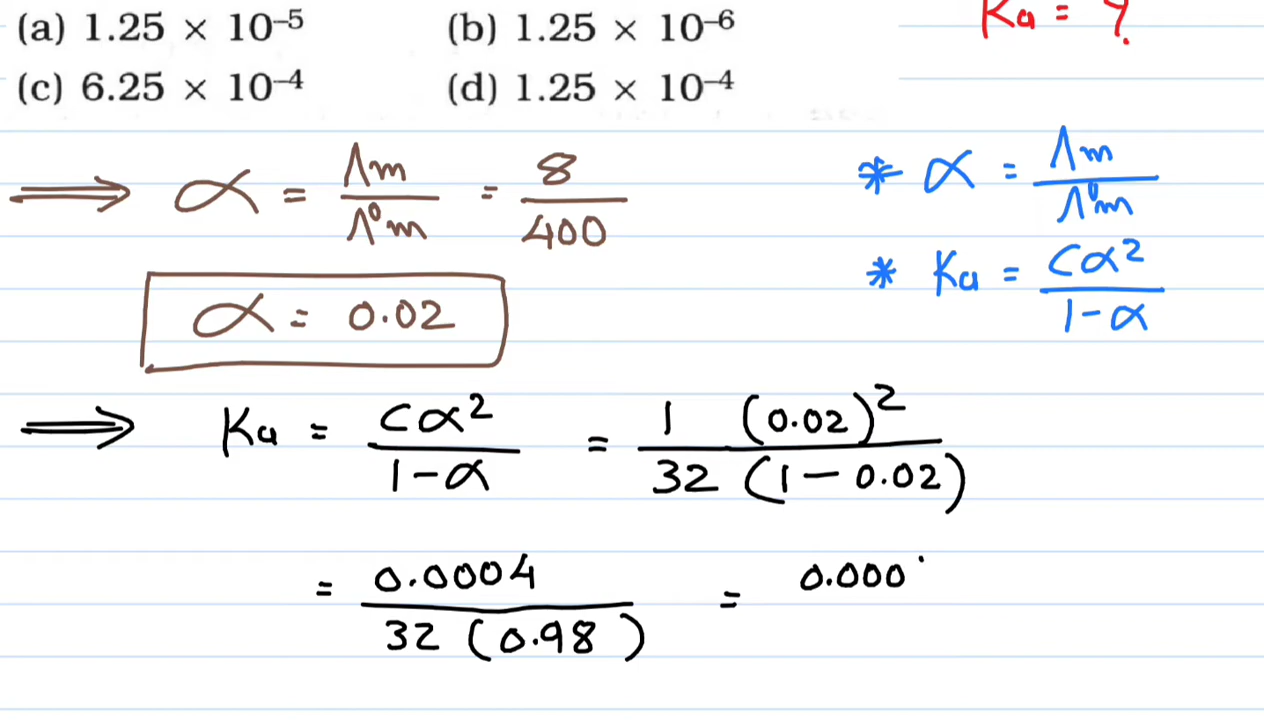 Ka = ?
(a) 1.25 × 10⁻⁵ (b) 1.25 × 10⁻⁶
(c) 6.25 × 10⁻⁴ (d) 1.25 × 10⁻⁴
⟹ α = Λm / Λ°m = 8 / 400
* α = Λm / Λ°m
α = 0.02
* Ka = Cα² / 1-α
⟹ Ka = Cα² / 1-α = 1 (0.02)² / 32 (1-0.02)
= 0.0004 / 32 (0.98) = 0.000